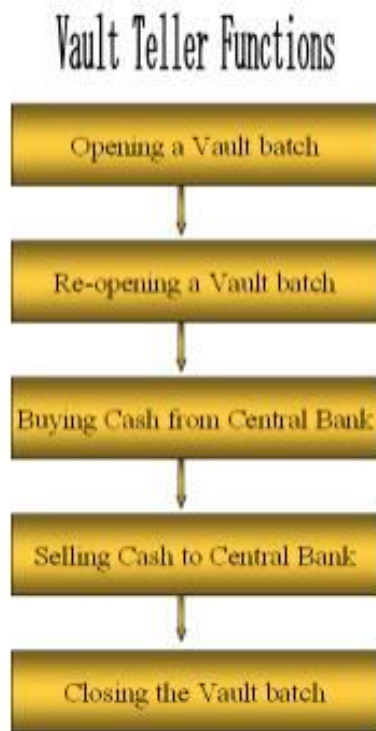 Vault Teller Functions
Opening a Vault batch
Re-opening a Vault batch
Buying Cash from Central Bank
Selling Cash to Central Bank
Closing the Vault batch